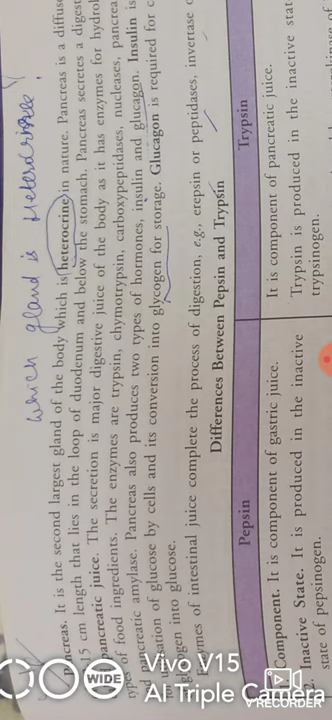 which gland is Heterocrine?
Pancreas. It is the second largest gland of the body which is heterocrine in nature. Pancreas is a diffuse
15 cm length that lies in the loop of duodenum and below the stomach. Pancreas secretes a digest
pancreatic juice. The secretion is major digestive juice of the body as it has enzymes for hydrol
types of food ingredients. The enzymes are trypsin, chymotrypsin, carboxypeptidases, nucleases, pancrea
and pancreatic amylase. Pancreas also produces two types of hormones, insulin and glucagon. Insulin is
for utilisation of glucose by cells and its conversion into glycogen for storage. Glucagon is required for c
glycogen into glucose.
Enzymes of intestinal juice complete the process of digestion, e.g., erepsin or peptidases, invertase o
Differences Between Pepsin and Trypsin
Pepsin Trypsin
Component. It is component of gastric juice. It is component of pancreatic juice.
2. Inactive State. It is produced in the inactive Trypsin is produced in the inactive stat
state of pepsinogen. trypsinogen.
WIDE
Vivo V15
AI Triple Camera
V RECORDER